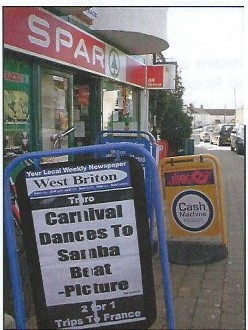 SPAR
Your Local Weekly Newspaper
West Briton
Truro
Carnival
Dances To
Samba
Beat
-Picture
2 for 1
Trips To France
Cash
Machine